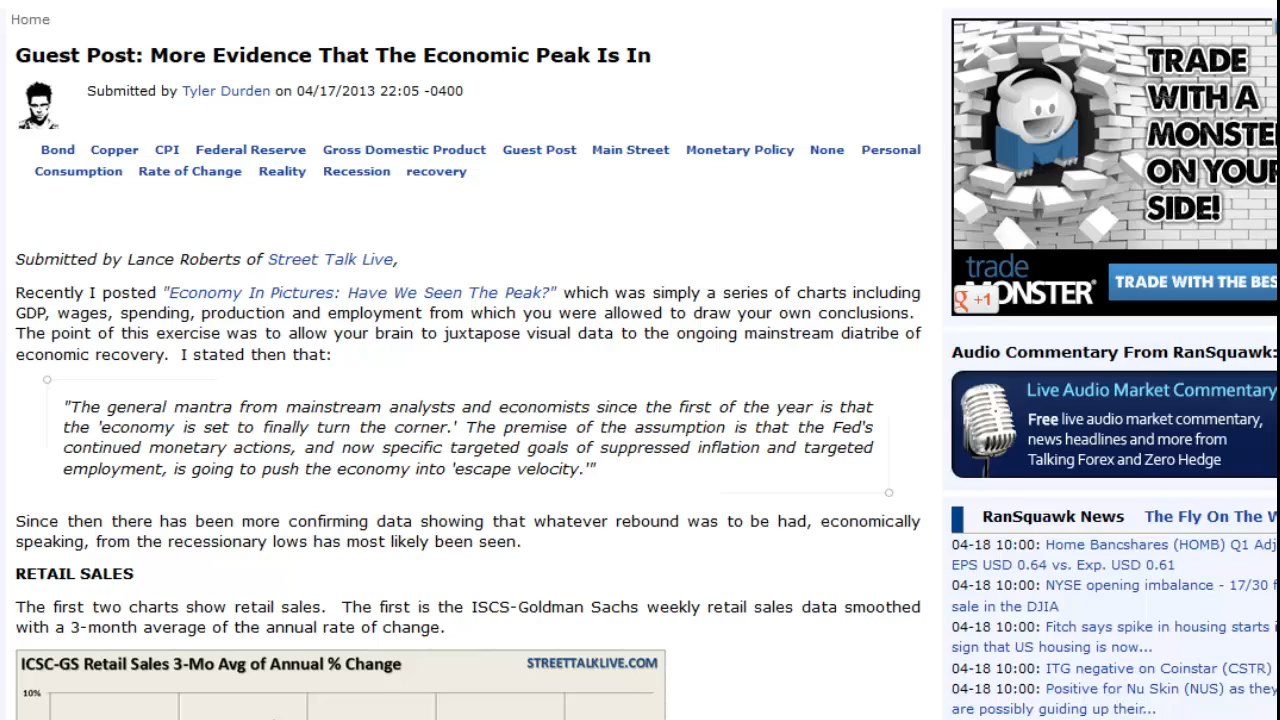 Home
Guest Post: More Evidence That The Economic Peak Is In
Submitted by Tyler Durden on 04/17/2013 22:05 -0400
Bond Copper CPI Federal Reserve Gross Domestic Product Guest Post Main Street Monetary Policy None Personal
Consumption Rate of Change Reality Recession recovery
Submitted by Lance Roberts of Street Talk Live,
Recently I posted "Economy In Pictures: Have We Seen The Peak?" which was simply a series of charts including
GDP, wages, spending, production and employment from which you were allowed to draw your own conclusions.
The point of this exercise was to allow your brain to juxtapose visual data to the ongoing mainstream diatribe of
economic recovery. I stated then that:
"The general mantra from mainstream analysts and economists since the first of the year is that
the 'economy is set to finally turn the corner.' The premise of the assumption is that the Fed's
continued monetary actions, and now specific targeted goals of suppressed inflation and targeted
employment, is going to push the economy into 'escape velocity.'"
Since then there has been more confirming data showing that whatever rebound was to be had, economically
speaking, from the recessionary lows has most likely been seen.
RETAIL SALES
The first two charts show retail sales. The first is the ISCS-Goldman Sachs weekly retail sales data smoothed
with a 3-month average of the annual rate of change.
ICSC-GS Retail Sales 3-Mo Avg of Annual % Change
STREETTALKLIVE.COM
10%
TRADE
WITH A
MONSTE
ON YOUR
SIDE!
trade
MONSTER®
TRADE WITH THE BES
g +1
Audio Commentary From RanSquawk:
Live Audio Market Commentary
Free live audio market commentary,
news headlines and more from
Talking Forex and Zero Hedge
RanSquawk News The Fly On The W
04-18 10:00: Home Bancshares (HOMB) Q1 Adj
EPS USD 0.64 vs. Exp. USD 0.61
04-18 10:00: NYSE opening imbalance - 17/30 f
sale in the DJIA
04-18 10:00: Fitch says spike in housing starts i
sign that US housing is now...
04-18 10:00: ITG negative on Coinstar (CSTR)
04-18 10:00: Positive for Nu Skin (NUS) as they
are possibly guiding up their...